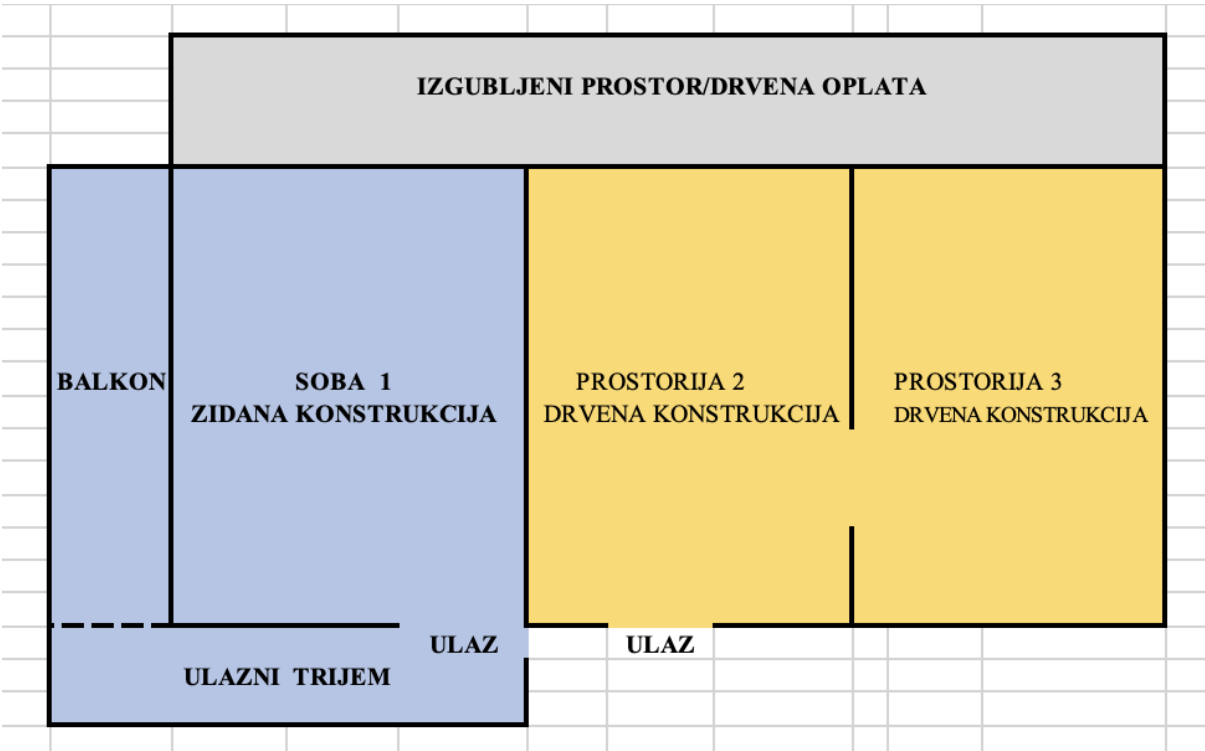 IZGUBLJENI PROSTOR/DRVENA OPLATA
BALKON
SOBA 1
ZIDANA KONSTRUKCIJA
PROSTORIJA 2
DRVENA KONSTRUKCIJA
PROSTORIJA 3
DRVENA KONSTRUKCIJA
ULAZ
ULAZ
ULAZNI TRIJEM